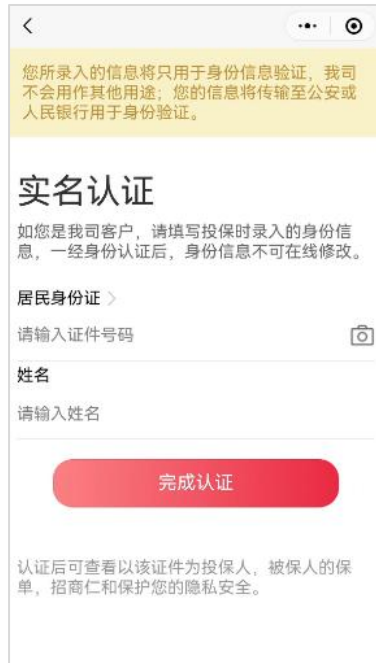 您所录入的信息将只用于身份信息验证，我司
不会用作其他用途；您的信息将传输至公安或
人民银行用于身份验证。
实名认证
如您是我司客户，请填写投保时录入的身份信
息，一经身份认证后，身份信息不可在线修改。
居民身份证
请输入证件号码
姓名
请输入姓名
完成认证
认证后可查看以该证件为投保人，被保人的保
单，招商仁和保护您的隐私安全。